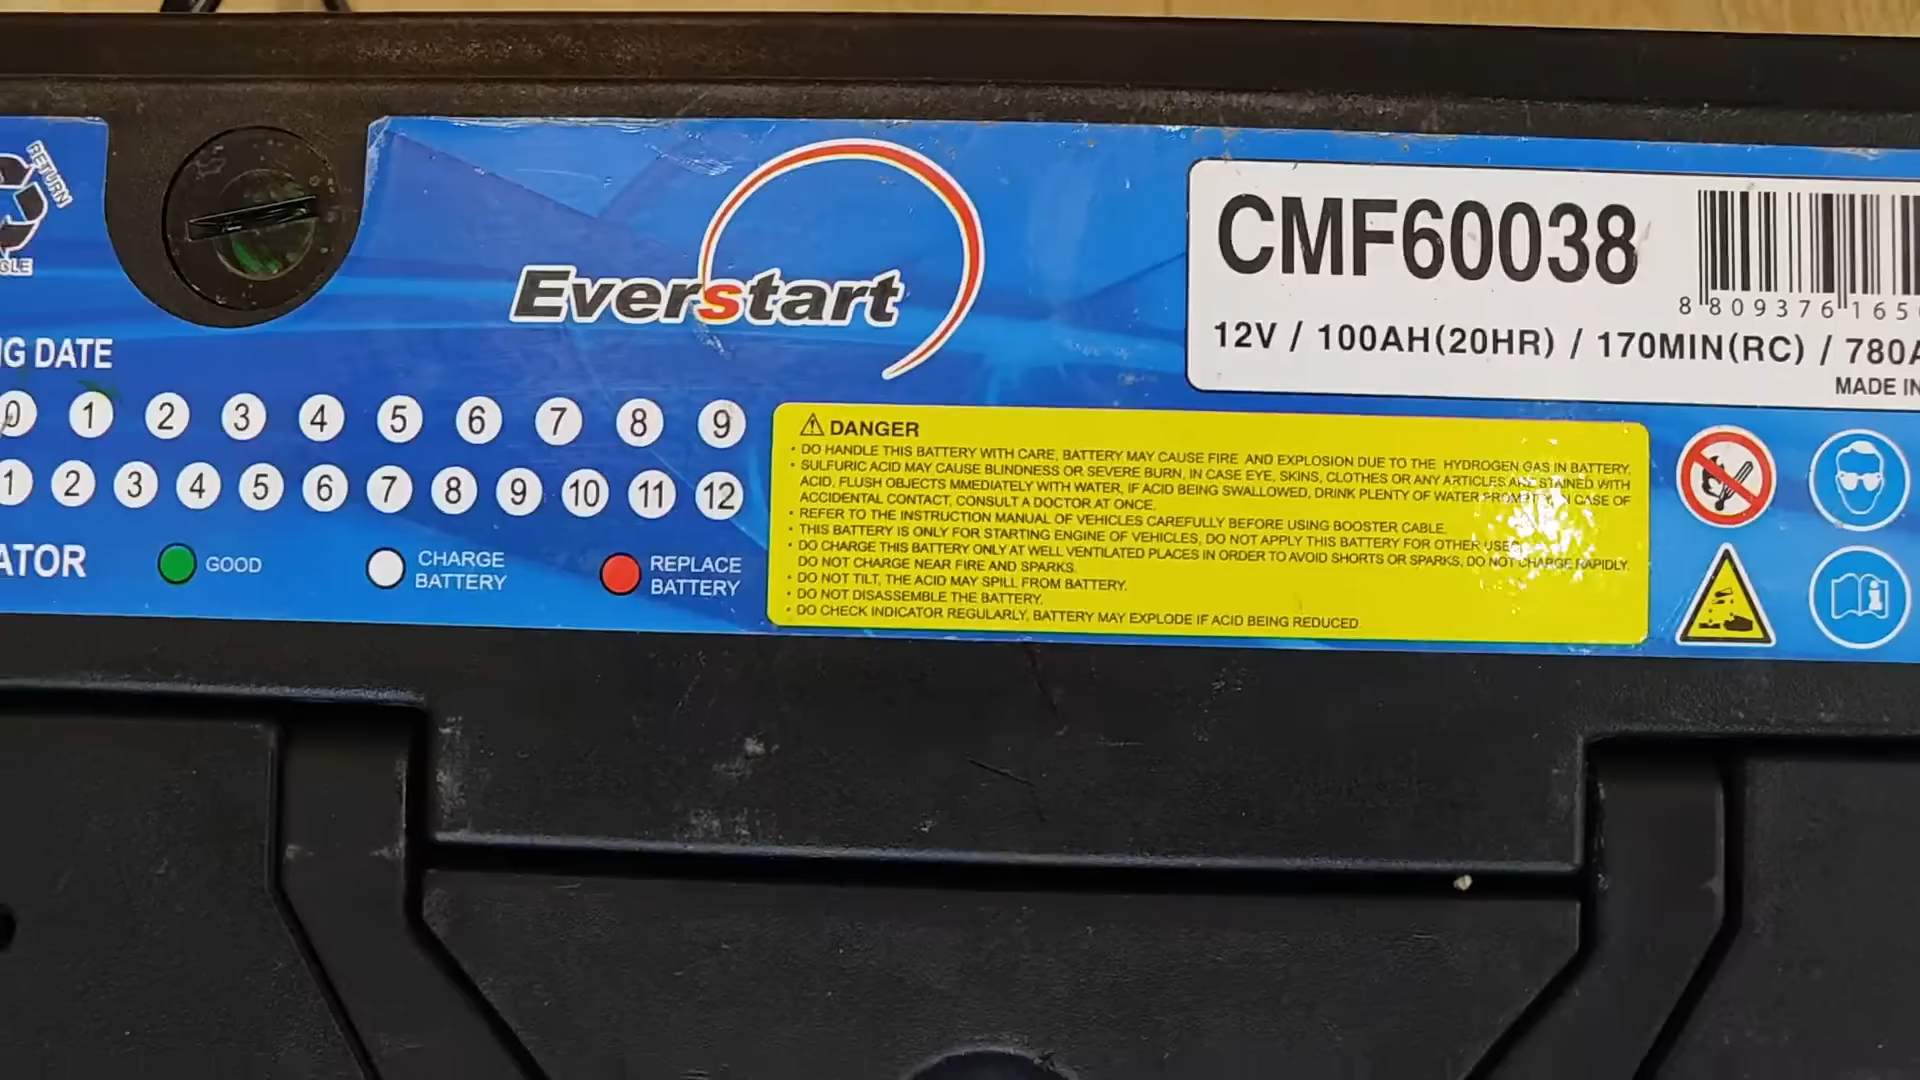 RETURN
Everstart
CMF60038
8 809376 165
12V / 100AH(20HR) / 170MIN(RC) / 780A
MADE IN
G DATE
0 1 2 3 4 5 6 7 8 9
1 2 3 4 5 6 7 8 9 10 11 12
ATOR
GOOD
CHARGE
BATTERY
REPLACE
BATTERY
DANGER
• DO HANDLE THIS BATTERY WITH CARE, BATTERY MAY CAUSE FIRE AND EXPLOSION DUE TO THE HYDROGEN GAS IN BATTERY.
• SULFURIC ACID MAY CAUSE BLINDNESS OR SEVERE BURN, IN CASE EYE, SKINS, CLOTHES OR ANY ARTICLES ARE STAINED WITH
ACID, FLUSH OBJECTS MMEDIATELY WITH WATER, IF ACID BEING SWALLOWED, DRINK PLENTY OF WATER PROMPTY, IN CASE OF
ACCIDENTAL CONTACT, CONSULT A DOCTOR AT ONCE.
• REFER TO THE INSTRUCTION MANUAL OF VEHICLES CAREFULLY BEFORE USING BOOSTER CABLE.
• THIS BATTERY IS ONLY FOR STARTING ENGINE OF VEHICLES, DO NOT APPLY THIS BATTERY FOR OTHER USES
• DO CHARGE THIS BATTERY ONLY AT WELL VENTILATED PLACES IN ORDER TO AVOID SHORTS OR SPARKS, DO NOT CHARGE RAPIDLY.
DO NOT CHARGE NEAR FIRE AND SPARKS.
• DO NOT TILT, THE ACID MAY SPILL FROM BATTERY.
• DO NOT DISASSEMBLE THE BATTERY.
• DO CHECK INDICATOR REGULARLY, BATTERY MAY EXPLODE IF ACID BEING REDUCED